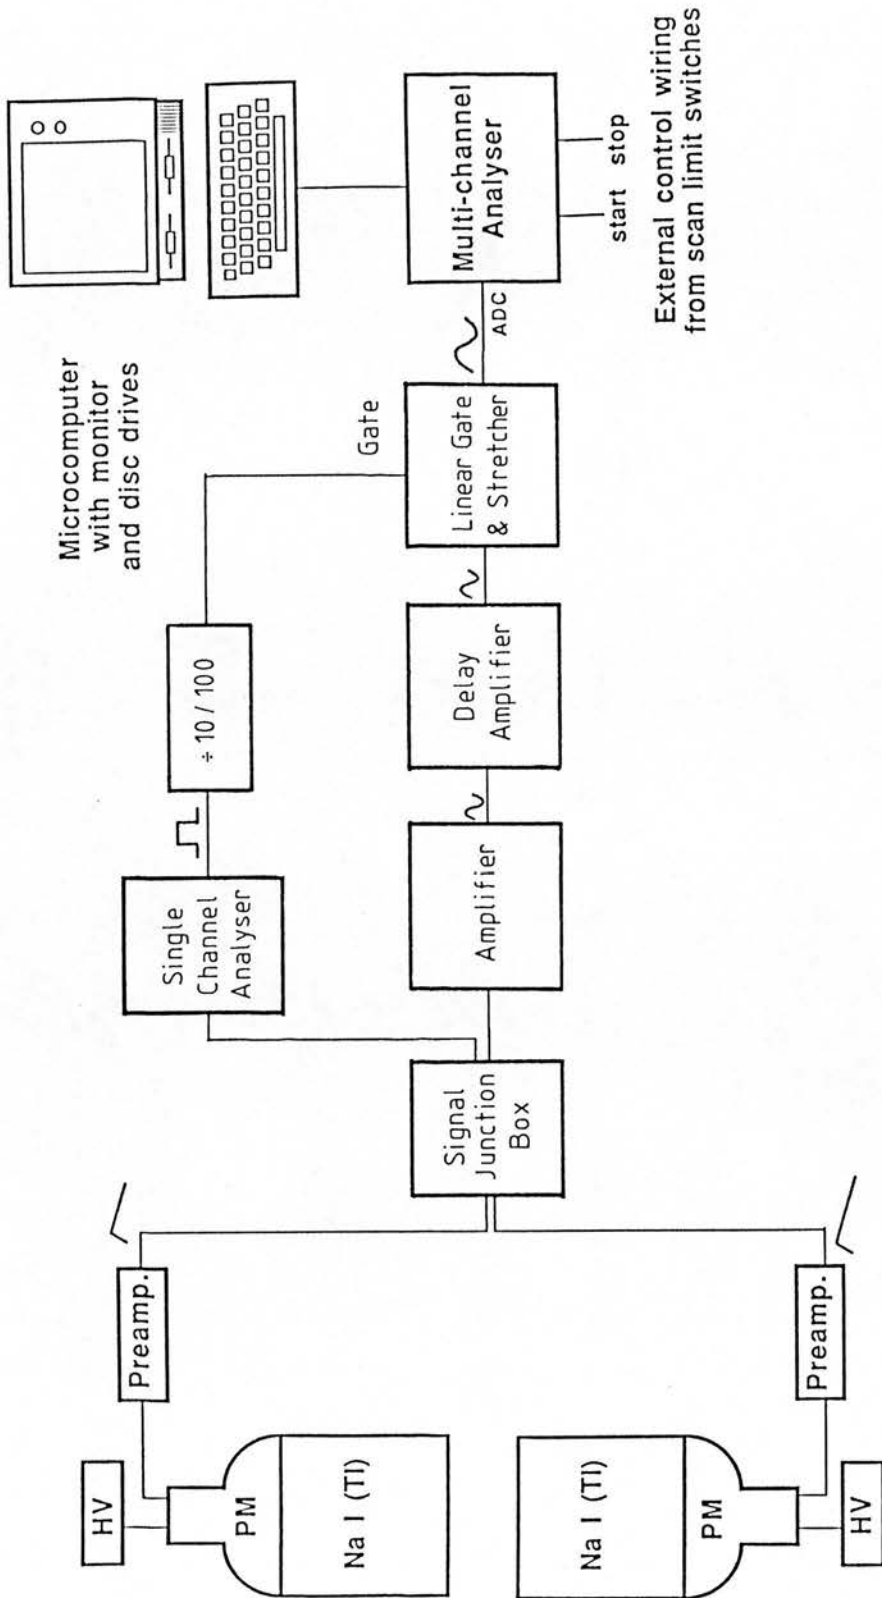 HV
PM
Na I (Tl)
Preamp.
Na I (Tl)
PM
HV
Preamp.
Signal
Junction
Box
Single
Channel
Analyser
÷ 10 / 100
Amplifier
Delay
Amplifier
Gate
Linear Gate
& Stretcher
ADC
Multi-channel
Analyser
start stop
External control wiring
from scan limit switches
Microcomputer
with monitor
and disc drives